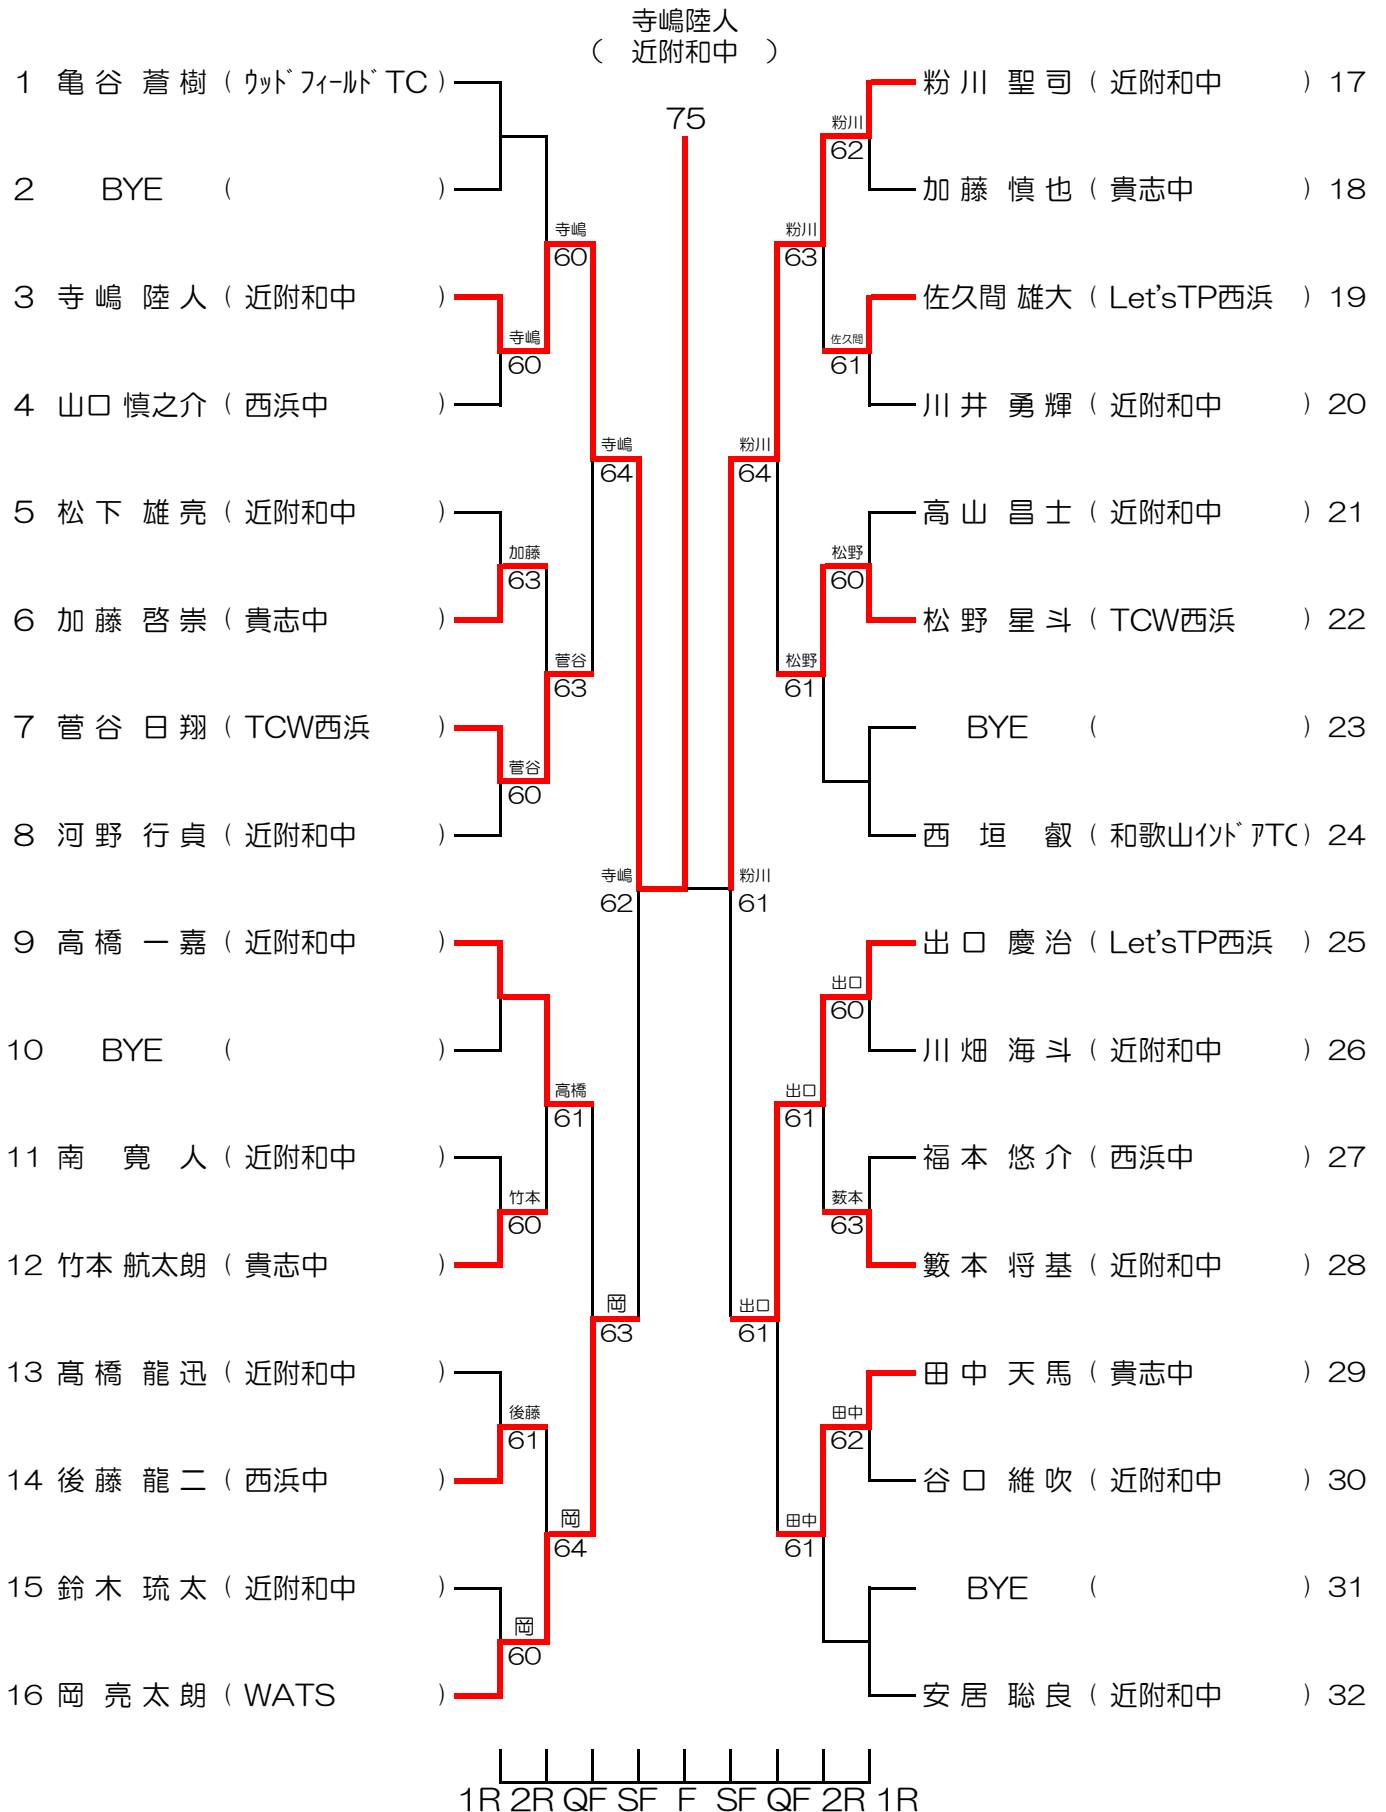 寺嶋陸人
（ 近附和中 ）
75
1 亀谷 蒼樹 （ ｳｯﾄﾞﾌｨｰﾙﾄﾞTC ）
2 BYE （ ）
寺嶋
60
3 寺嶋 陸人 （ 近附和中 ）
寺嶋
60
4 山口 慎之介 （ 西浜中 ）
寺嶋
64
5 松下 雄亮 （ 近附和中 ）
加藤
63
6 加藤 啓崇 （ 貴志中 ）
菅谷
63
7 菅谷 日翔 （ TCW西浜 ）
菅谷
60
8 河野 行貞 （ 近附和中 ）
寺嶋
62
9 高橋 一嘉 （ 近附和中 ）
10 BYE （ ）
高橋
61
11 南 寛人 （ 近附和中 ）
竹本
60
12 竹本 航太朗 （ 貴志中 ）
岡
63
13 髙橋 龍迅 （ 近附和中 ）
後藤
61
14 後藤 龍二 （ 西浜中 ）
岡
64
15 鈴木 琉太 （ 近附和中 ）
岡
60
16 岡 亮太朗 （ WATS ）
粉川 聖司 （ 近附和中 ） 17
粉川
62
加藤 慎也 （ 貴志中 ） 18
粉川
63
佐久間 雄大 （ Let'sTP西浜 ） 19
佐久間
61
川井 勇輝 （ 近附和中 ） 20
粉川
64
高山 昌士 （ 近附和中 ） 21
松野
60
松野 星斗 （ TCW西浜 ） 22
松野
61
BYE （ ） 23
西垣 叡 （ 和歌山ｲﾝﾄﾞｱTC ） 24
粉川
61
出口 慶治 （ Let'sTP西浜 ） 25
出口
60
川畑 海斗 （ 近附和中 ） 26
出口
61
福本 悠介 （ 西浜中 ） 27
薮本
63
籔本 将基 （ 近附和中 ） 28
出口
61
田中 天馬 （ 貴志中 ） 29
田中
62
谷口 維吹 （ 近附和中 ） 30
田中
61
BYE （ ） 31
安居 聡良 （ 近附和中 ） 32
1R 2R QF SF F SF QF 2R 1R